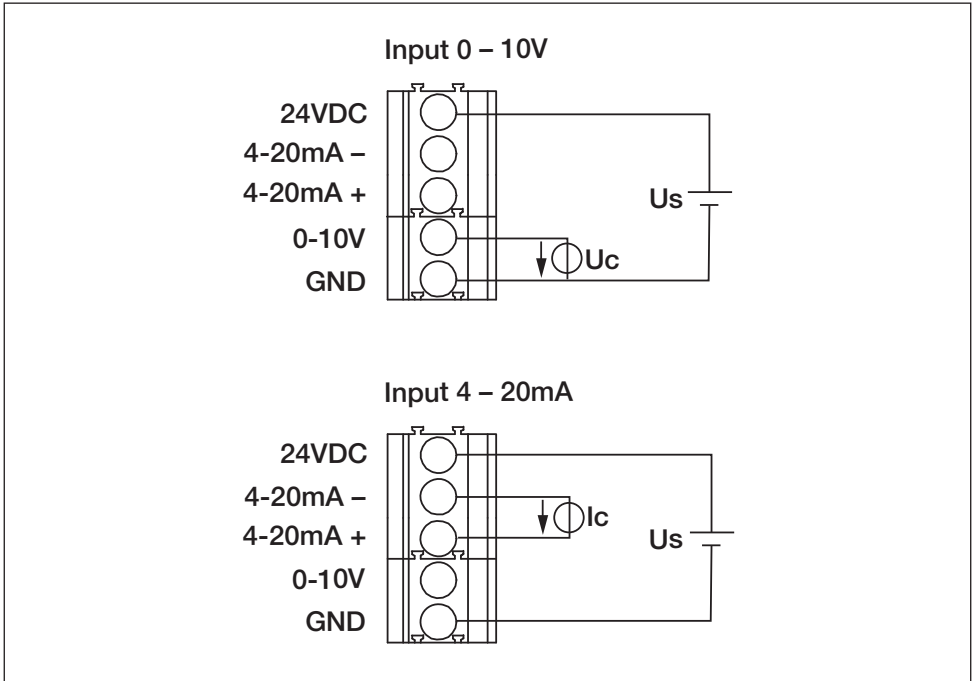 Input 0 – 10V
24VDC
4-20mA –
4-20mA +
Us
0-10V
Uc
GND
Input 4 – 20mA
24VDC
4-20mA –
Ic
4-20mA +
Us
0-10V
GND